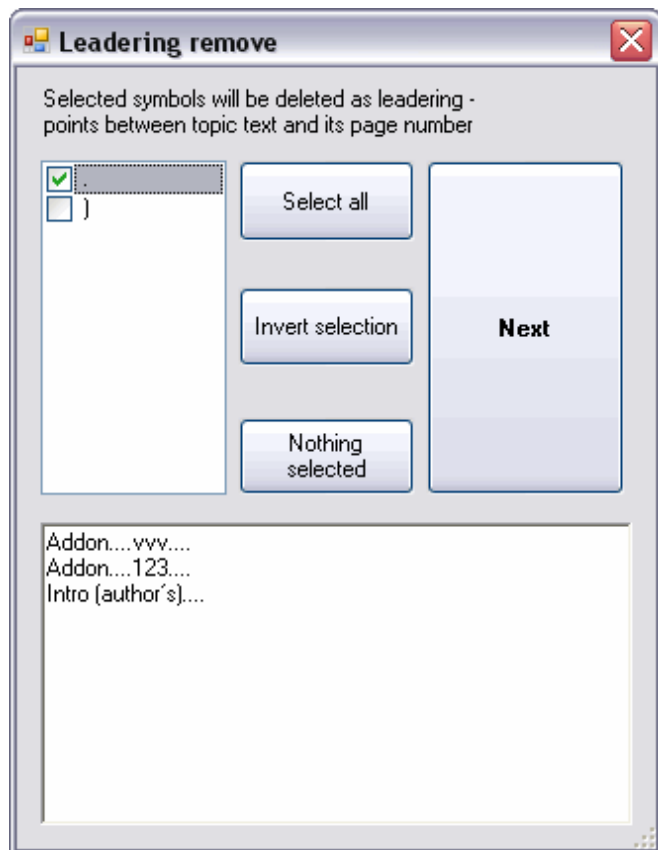 Leadering remove
Selected symbols will be deleted as leadering -
points between topic text and its page number
.
)
Select all
Invert selection
Next
Nothing
selected
Addon....vvv....
Addon....123....
Intro (author´s)....